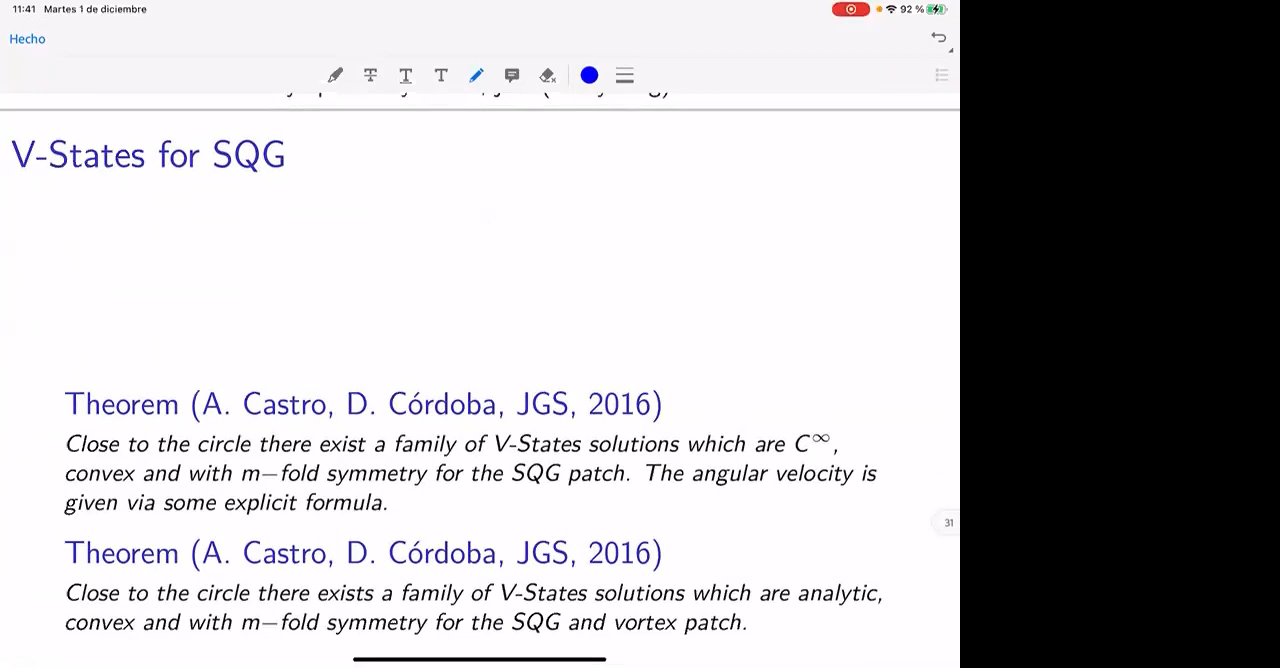 11:41 Martes 1 de diciembre
92 %
Hecho
T T T
V-States for SQG
Theorem (A. Castro, D. Córdoba, JGS, 2016)
Close to the circle there exist a family of V-States solutions which are C∞,
convex and with m−fold symmetry for the SQG patch. The angular velocity is
given via some explicit formula.
31
Theorem (A. Castro, D. Córdoba, JGS, 2016)
Close to the circle there exists a family of V-States solutions which are analytic,
convex and with m−fold symmetry for the SQG and vortex patch.